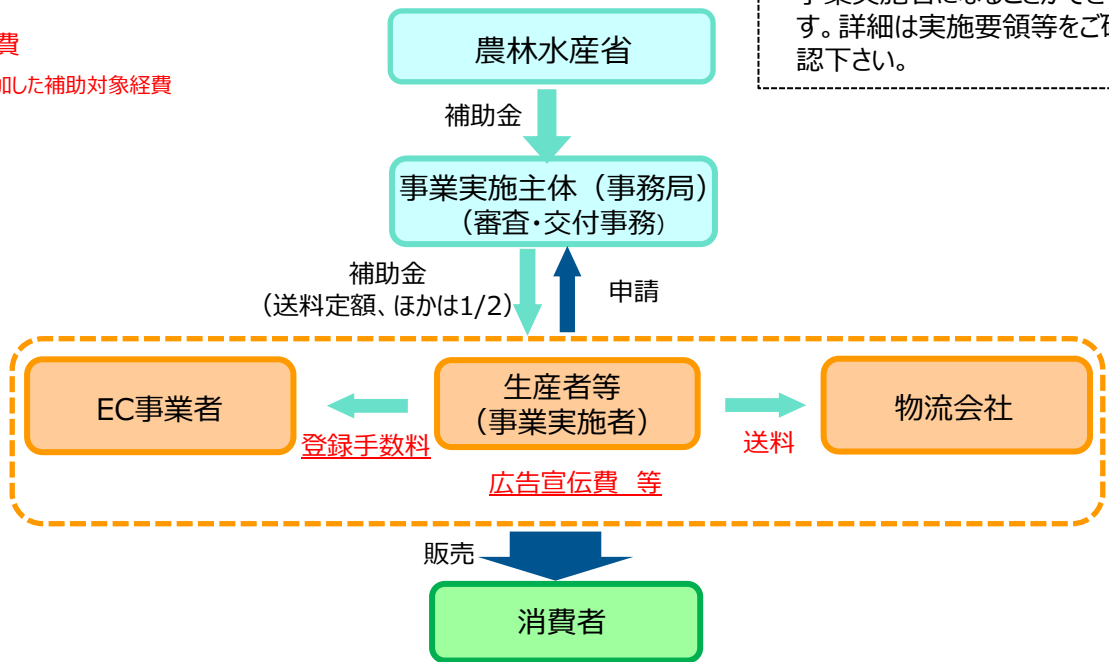 費
加した補助対象経費
す。詳細は実施要領等をご確
認下さい。
農林水産省
補助金
事業実施主体（事務局）
（審査・交付事務）
補助金
（送料定額、ほかは1/2）
申請
EC事業者
生産者等
（事業実施者）
物流会社
登録手数料
送料
広告宣伝費 等
販売
消費者